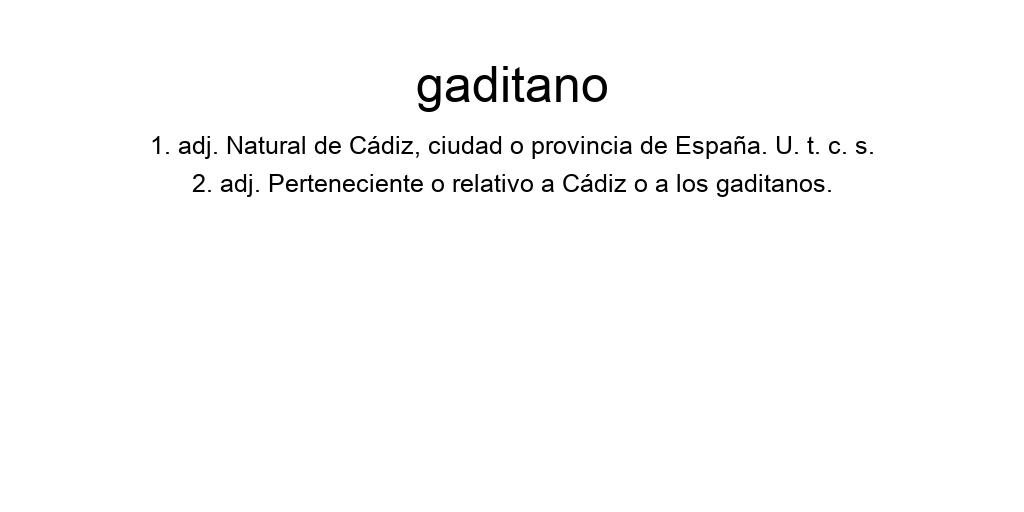 gaditano
1. adj. Natural de Cádiz, ciudad o provincia de España. U. t. c. s.
2. adj. Perteneciente o relativo a Cádiz o a los gaditanos.